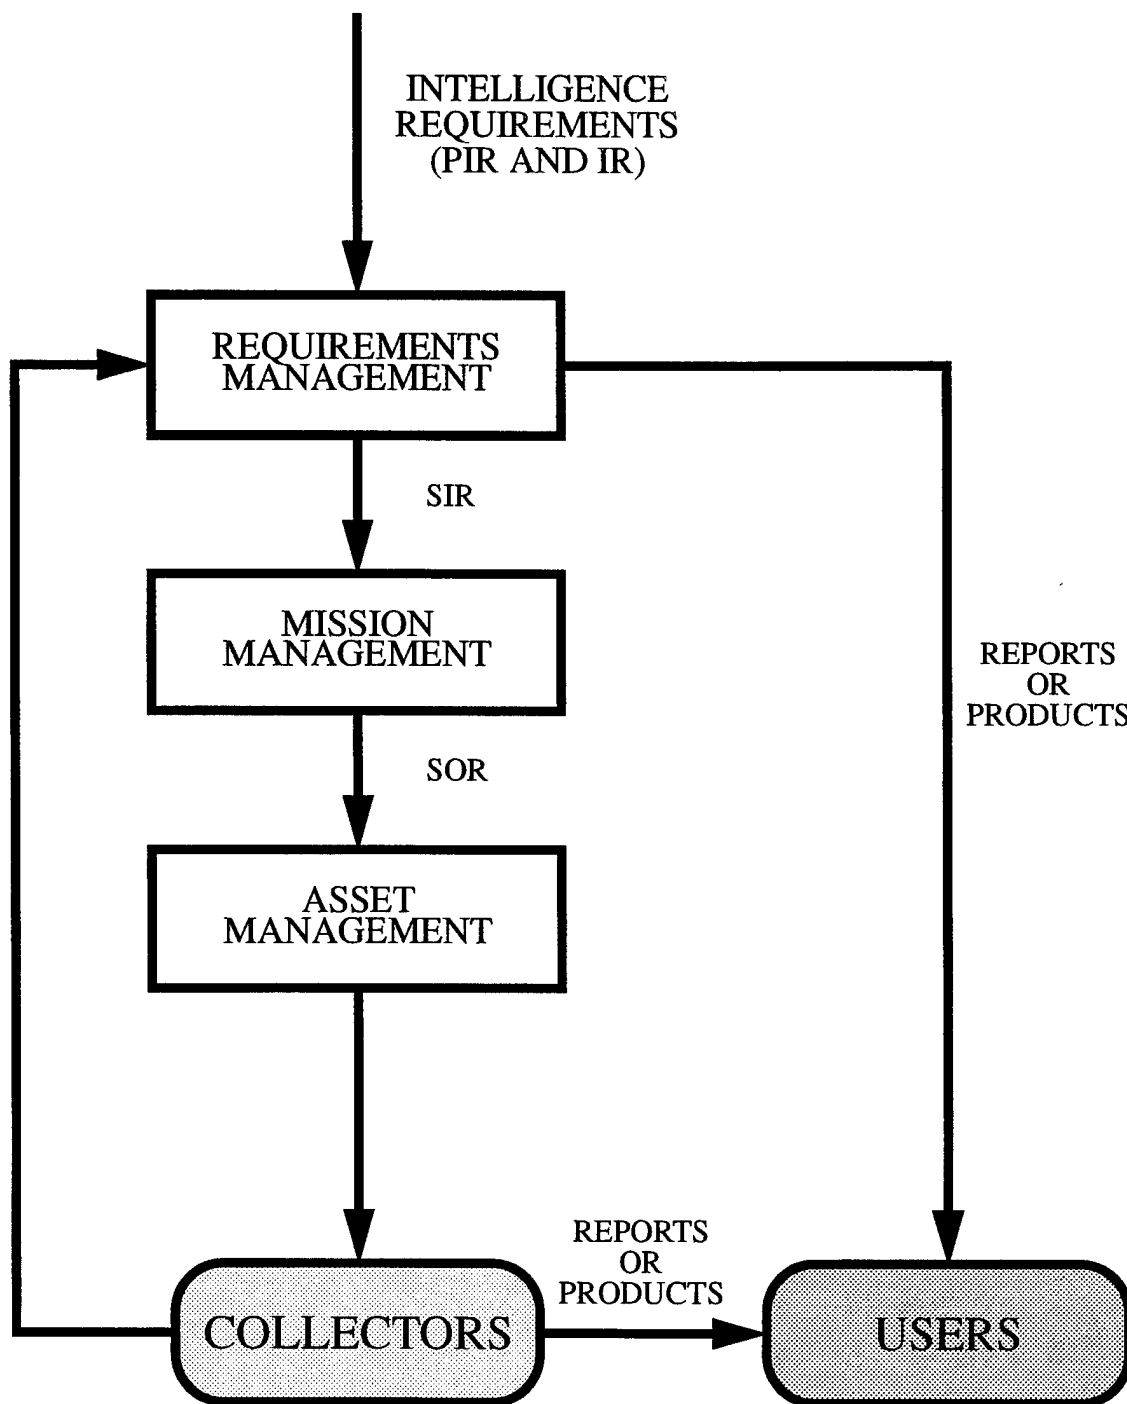 INTELLIGENCE
REQUIREMENTS
(PIR AND IR)
REQUIREMENTS
MANAGEMENT
SIR
MISSION
MANAGEMENT
REPORTS
OR
PRODUCTS
SOR
ASSET
MANAGEMENT
REPORTS
OR
PRODUCTS
COLLECTORS
USERS